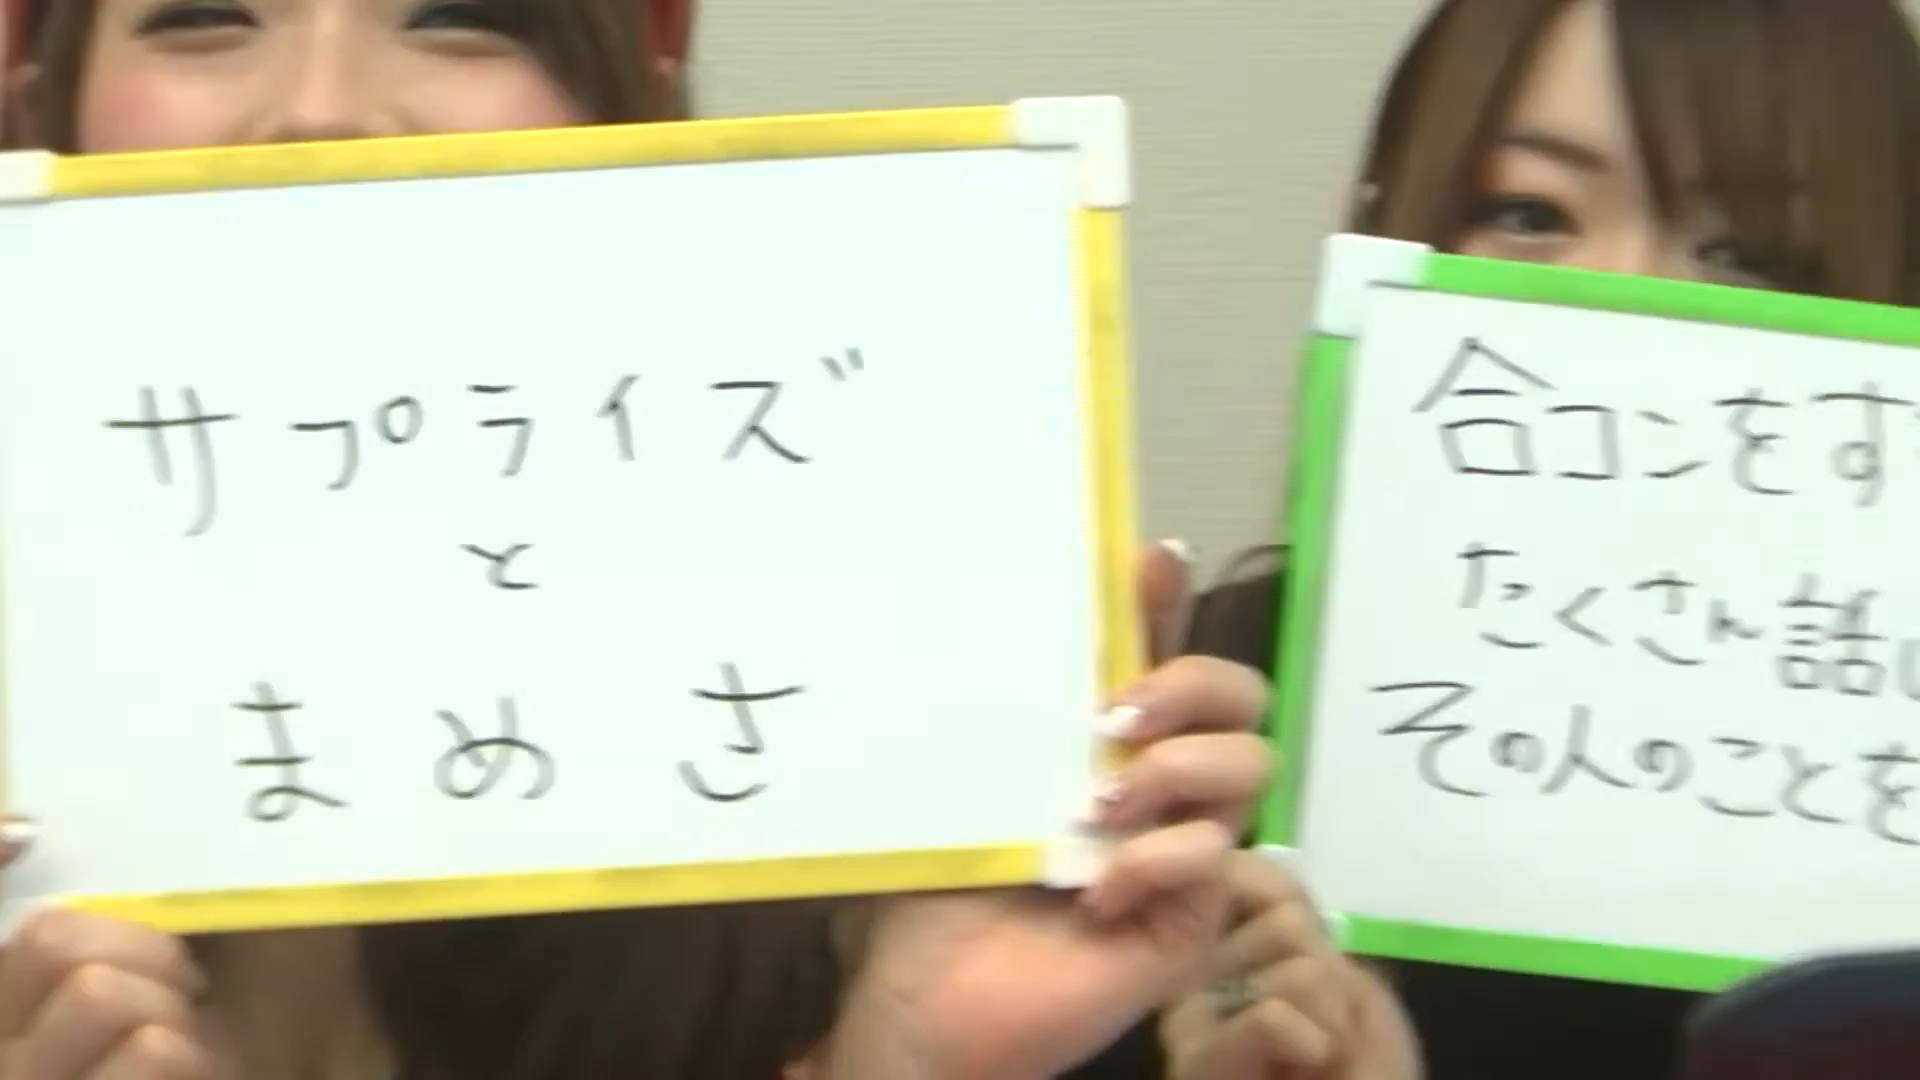 サプライズ
と
まめさ
合コンをす
たくさん話し
その人のことを